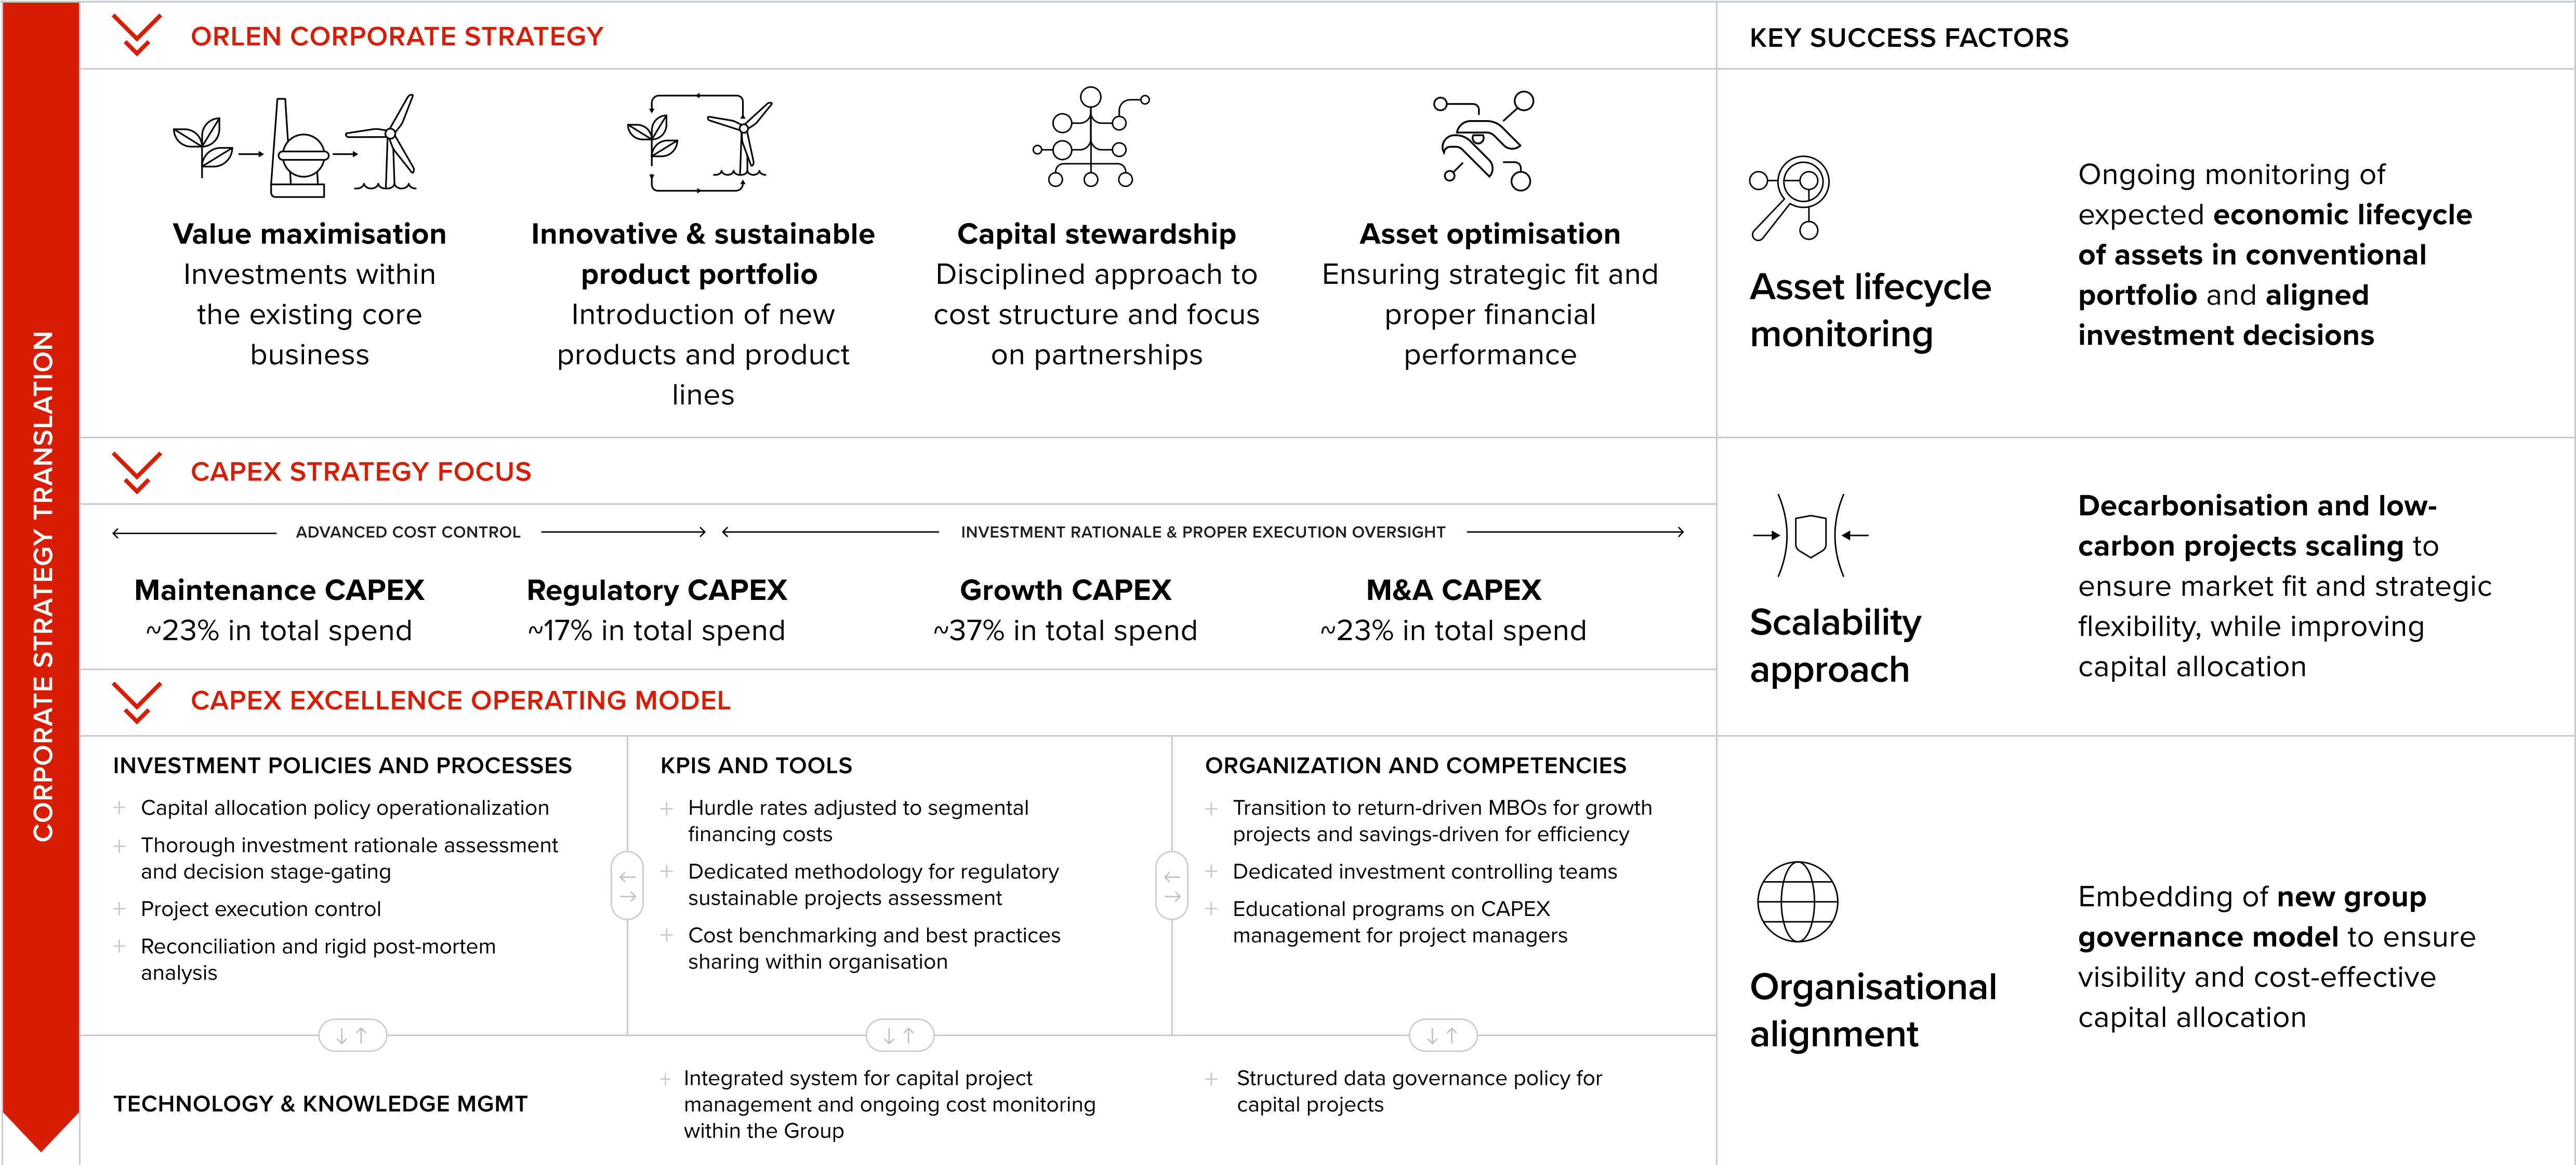 CORPORATE STRATEGY TRANSLATION
ORLEN CORPORATE STRATEGY
Value maximisation
Investments within
the existing core
business
Innovative & sustainable
product portfolio
Introduction of new
products and product
lines
Capital stewardship
Disciplined approach to
cost structure and focus
on partnerships
Asset optimisation
Ensuring strategic fit and
proper financial
performance
CAPEX STRATEGY FOCUS
ADVANCED COST CONTROL
INVESTMENT RATIONALE & PROPER EXECUTION OVERSIGHT
Maintenance CAPEX
~23% in total spend
Regulatory CAPEX
~17% in total spend
Growth CAPEX
~37% in total spend
M&A CAPEX
~23% in total spend
CAPEX EXCELLENCE OPERATING MODEL
INVESTMENT POLICIES AND PROCESSES
+ Capital allocation policy operationalization
+ Thorough investment rationale assessment
and decision stage-gating
+ Project execution control
+ Reconciliation and rigid post-mortem
analysis
KPIS AND TOOLS
+ Hurdle rates adjusted to segmental
financing costs
+ Dedicated methodology for regulatory
sustainable projects assessment
+ Cost benchmarking and best practices
sharing within organisation
ORGANIZATION AND COMPETENCIES
+ Transition to return-driven MBOs for growth
projects and savings-driven for efficiency
+ Dedicated investment controlling teams
+ Educational programs on CAPEX
management for project managers
TECHNOLOGY & KNOWLEDGE MGMT
+ Integrated system for capital project
management and ongoing cost monitoring
within the Group
+ Structured data governance policy for
capital projects
KEY SUCCESS FACTORS
Asset lifecycle
monitoring
Ongoing monitoring of
expected economic lifecycle
of assets in conventional
portfolio and aligned
investment decisions
Scalability
approach
Decarbonisation and low-
carbon projects scaling to
ensure market fit and strategic
flexibility, while improving
capital allocation
Organisational
alignment
Embedding of new group
governance model to ensure
visibility and cost-effective
capital allocation